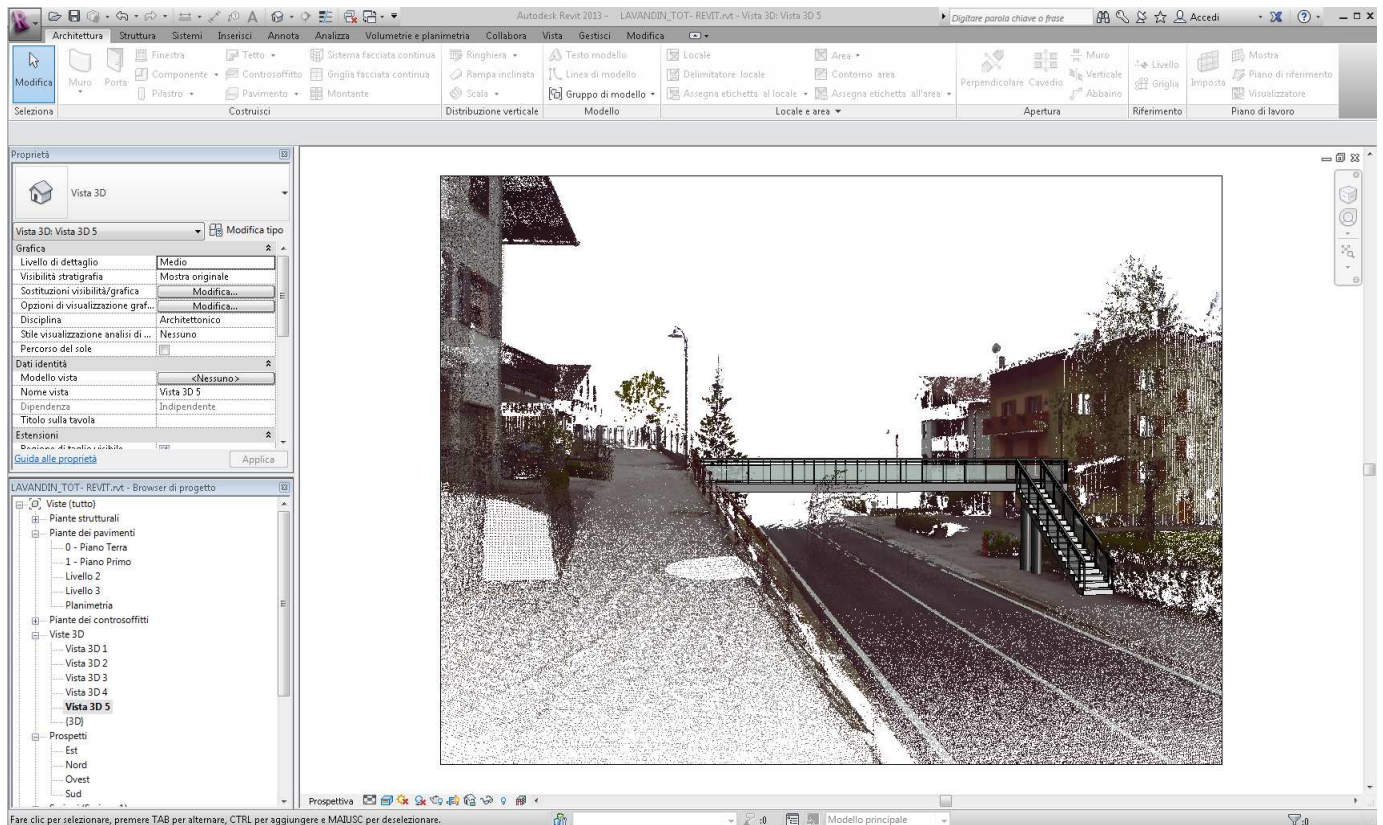 Autodesk Revit 2013 - LAVANDIN_TOT- REVIT.rvt - Vista 3D: Vista 3D 5
Digitare parola chiave o frase
Accedi
Architettura Struttura Sistemi Inserisci Annota Analizza Volumetrie e planimetria Collabora Vista Gestisci Modifica
Modifica
Muro
Porta
Finestra
Componente
Pilastro
Tetto
Controsoffitto
Pavimento
Sistema facciata continua
Griglia facciata continua
Montante
Ringhiera
Rampa inclinata
Scala
Testo modello
Linea di modello
Gruppo di modello
Locale
Delimitatore locale
Assegna etichetta al locale
Area
Contorno area
Assegna etichetta all'area
Perpendicolare
Cavedio
Muro
Verticale
Abbaino
Livello
Griglia
Imposta
Mostra
Piano di riferimento
Visualizzatore
Seleziona Costruisci Distribuzione verticale Modello Locale e area Apertura Riferimento Piano di lavoro
Proprietà
Vista 3D
Vista 3D: Vista 3D 5 Modifica tipo
Grafica
Livello di dettaglio Medio
Visibilità stratigrafia Mostra originale
Sostituzioni visibilità/grafica Modifica...
Opzioni di visualizzazione graf... Modifica...
Disciplina Architettonico
Stile visualizzazione analisi di ... Nessuno
Percorso del sole
Dati identità
Modello vista <Nessuno>
Nome vista Vista 3D 5
Dipendenza Indipendente
Titolo sulla tavola
Estensioni
Guida alle proprietà Applica
LAVANDIN_TOT- REVIT.rvt - Browser di progetto
Viste (tutto)
Piante strutturali
Piante dei pavimenti
0 - Piano Terra
1 - Piano Primo
Livello 2
Livello 3
Planimetria
Piante dei controsoffitti
Viste 3D
Vista 3D 1
Vista 3D 2
Vista 3D 3
Vista 3D 4
Vista 3D 5
{3D}
Prospetti
Est
Nord
Ovest
Sud
Prospettiva
Fare clic per selezionare, premere TAB per alternare, CTRL per aggiungere e MAIUSC per deselezionare.
:0
Modello principale
:0